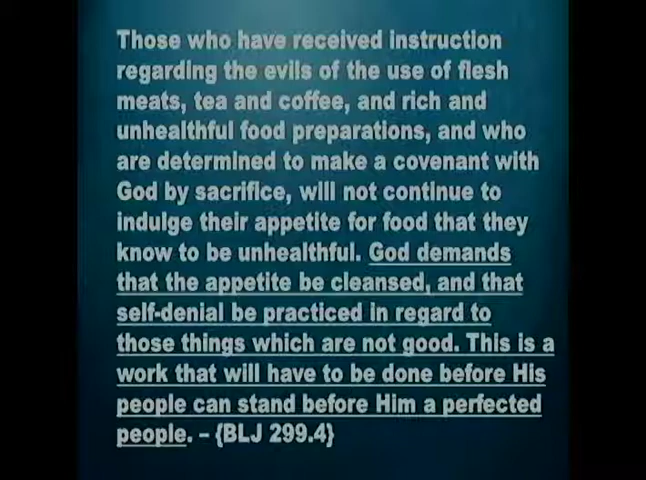 Those who have received instruction
regarding the evils of the use of flesh
meats, tea and coffee, and rich and
unhealthful food preparations, and who
are determined to make a covenant with
God by sacrifice, will not continue to
indulge their appetite for food that they
know to be unhealthful. God demands
that the appetite be cleansed, and that
self-denial be practiced in regard to
those things which are not good. This is a
work that will have to be done before His
people can stand before Him a perfected
people. – {BLJ 299.4}